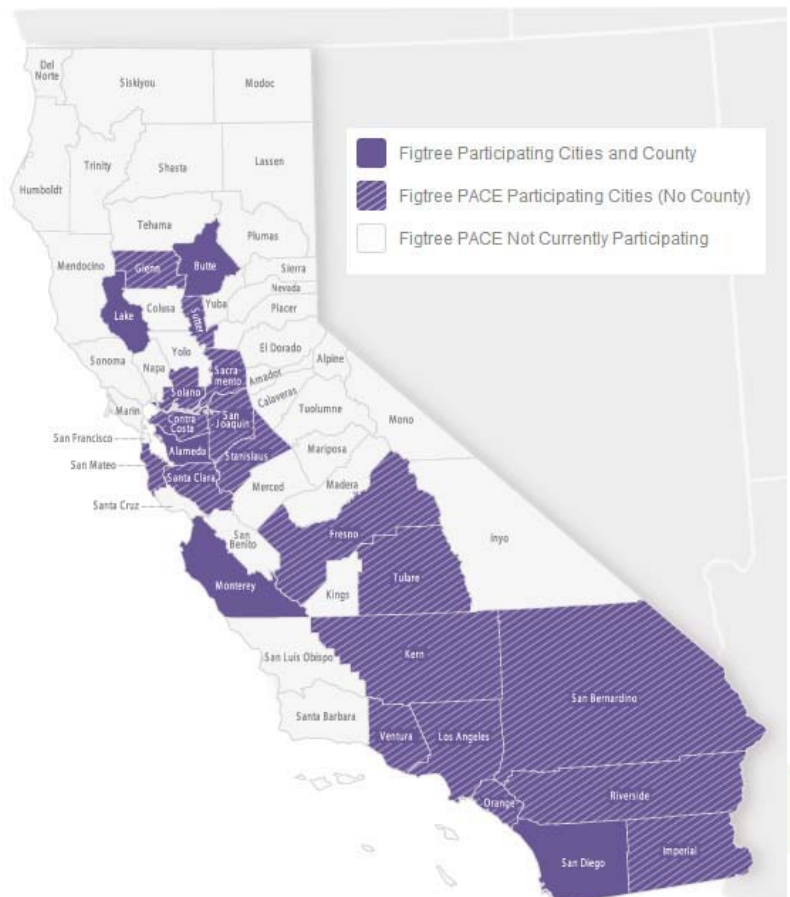 Del
Norte
Siskiyou
Modoc
Humboldt
Trinity
Shasta
Lassen
Tehama
Plumas
Mendocino
Glenn
Butte
Sierra
Nevada
Lake
Colusa
Sutter
Yuba
Placer
Sonoma
Napa
Yolo
El Dorado
Alpine
Sacra-
mento
Amador
Solano
Calaveras
Marin
Contra
Costa
San
Joaquin
Tuolumne
Mono
San Francisco
Alameda
Stanislaus
Mariposa
San Mateo
Santa Clara
Merced
Madera
Santa Cruz
San
Benito
Fresno
Inyo
Monterey
Kings
Tulare
San Luis Obispo
Kern
San Bernardino
Santa Barbara
Ventura
Los Angeles
Orange
Riverside
San Diego
Imperial
Figtree Participating Cities and County
Figtree PACE Participating Cities (No County)
Figtree PACE Not Currently Participating